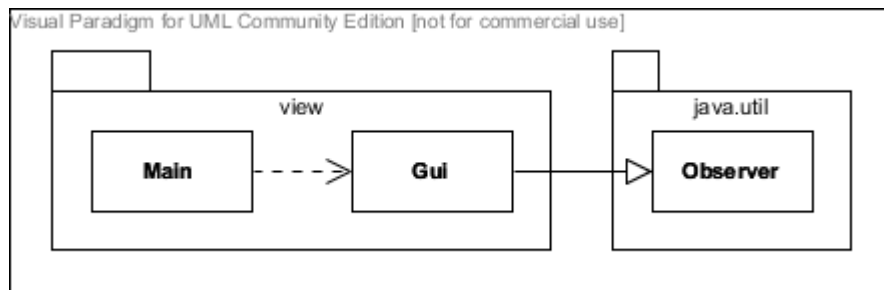 Visual Paradigm for UML Community Edition [not for commercial use]
view
java.util
Main
Gui
Observer